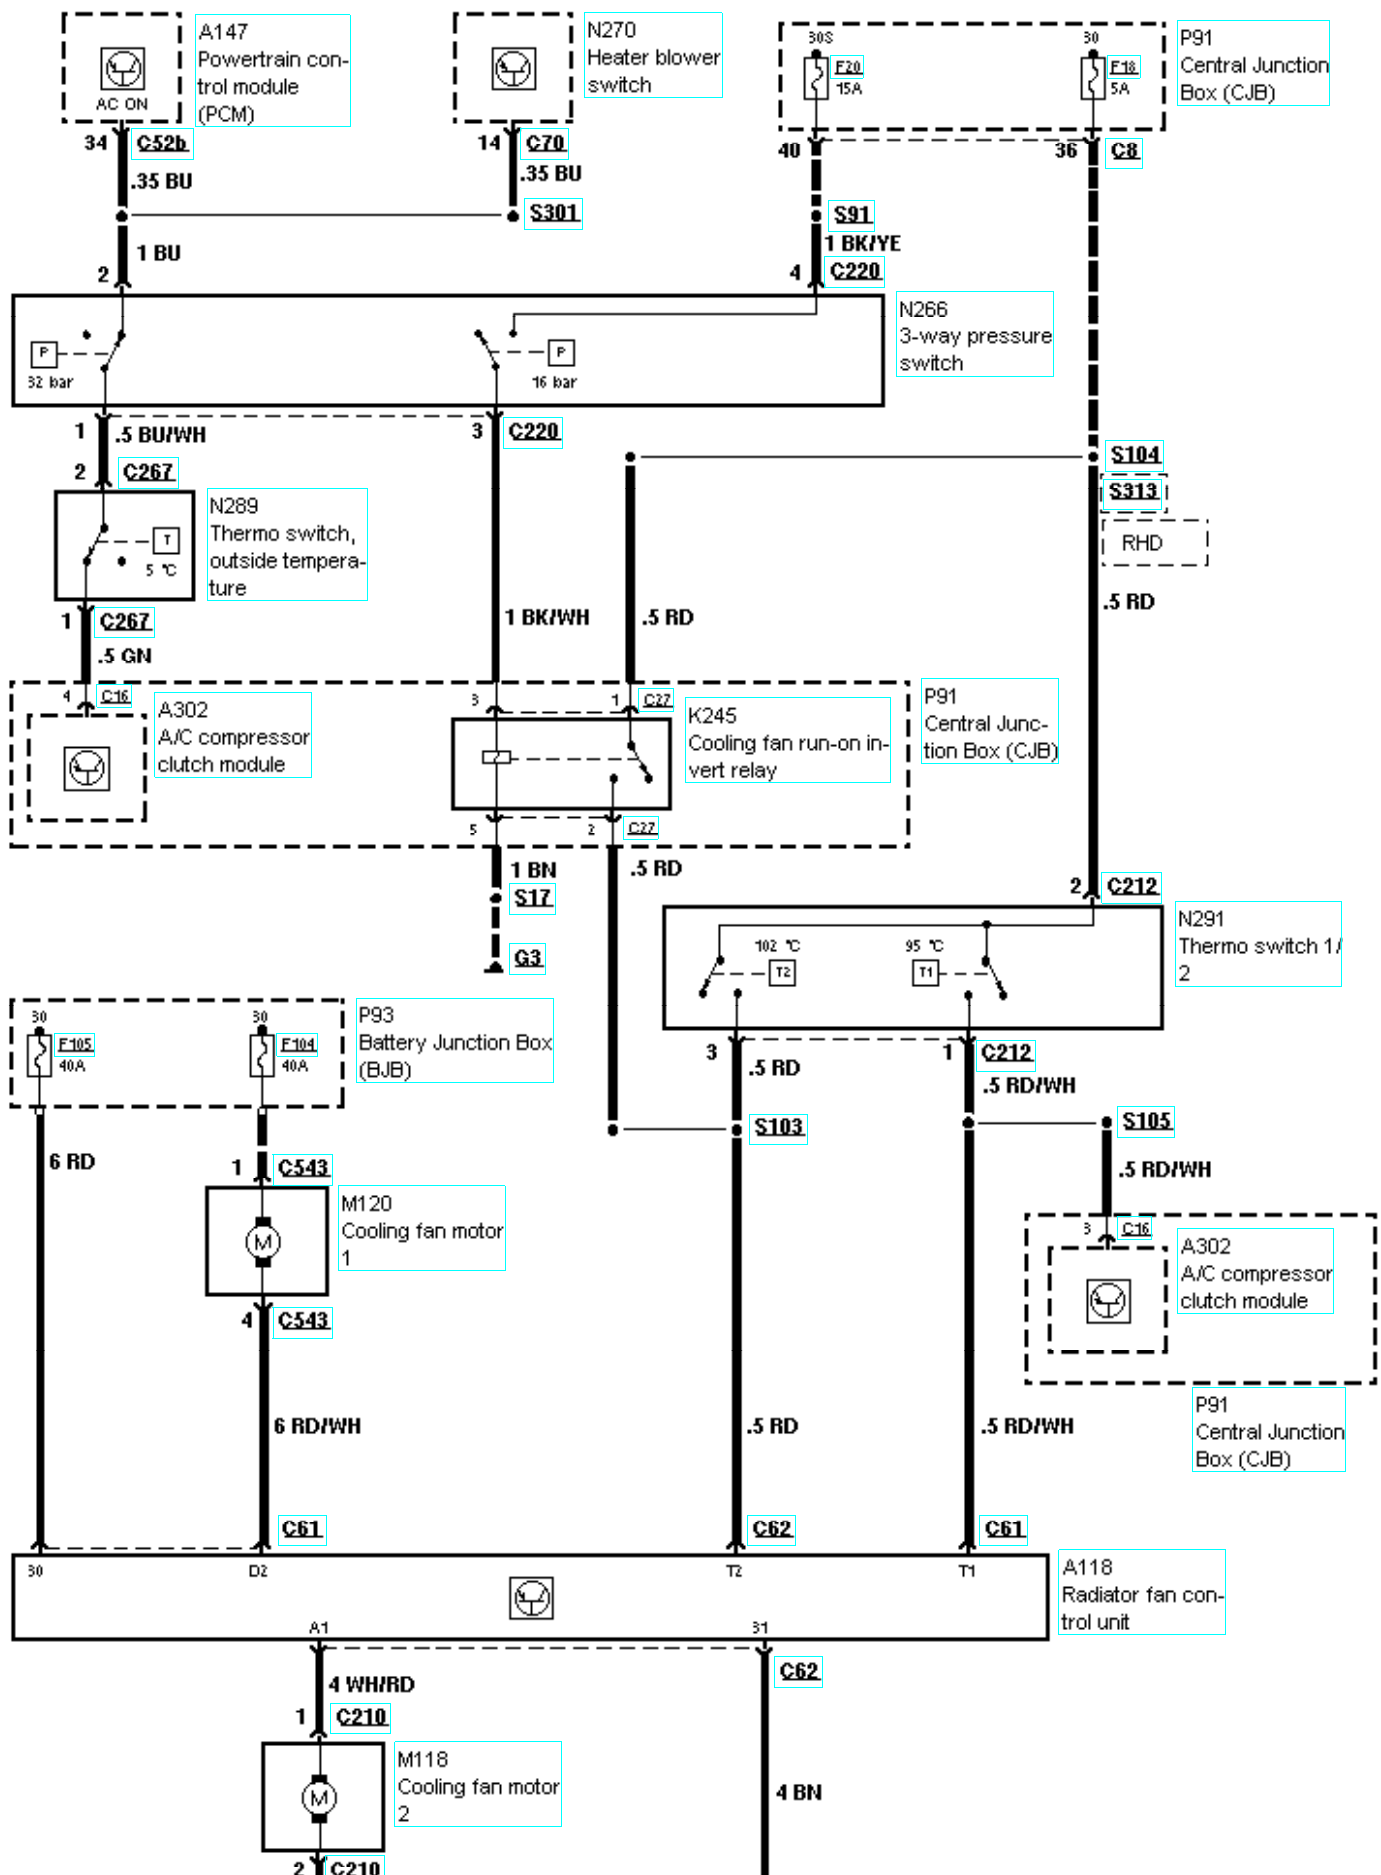 A147
Powertrain con-
trol module
(PCM)
AC ON
N270
Heater blower
switch
30S
F20
15A
30
F18
5A
P91
Central Junction
Box (CJB)
34 C52b
.35 BU
14 C70
.35 BU
40
36 C8
S301
S91
1 BU
1 BK/YE
2
4 C220
N266
3-way pressure
switch
P
32 bar
P
16 bar
1 .5 BU/WH
3 C220
S104
S313
RHD
2 C267
N289
Thermo switch,
outside tempera-
ture
T
5 °C
1 C267
.5 GN
1 BK/WH
.5 RD
.5 RD
4 C16
A302
A/C compressor
clutch module
3
1 C27
K245
Cooling fan run-on in-
vert relay
P91
Central Junc-
tion Box (CJB)
5
2 C27
1 BN
.5 RD
S17
G3
2 C212
N291
Thermo switch 1/
2
102 °C
T2
95 °C
T1
30
F105
40A
30
F104
40A
P93
Battery Junction Box
(BJB)
3 .5 RD
1 C212
.5 RD/WH
S103
S105
6 RD
1 C543
.5 RD/WH
M120
Cooling fan motor
1
M
4 C543
3 C16
A302
A/C compressor
clutch module
P91
Central Junction
Box (CJB)
6 RD/WH
.5 RD
.5 RD/WH
C61
C62
C61
30
D2
T2
T1
A118
Radiator fan con-
trol unit
A1
31
C62
4 WH/RD
1 C210
M118
Cooling fan motor
2
M
4 BN
2 C210